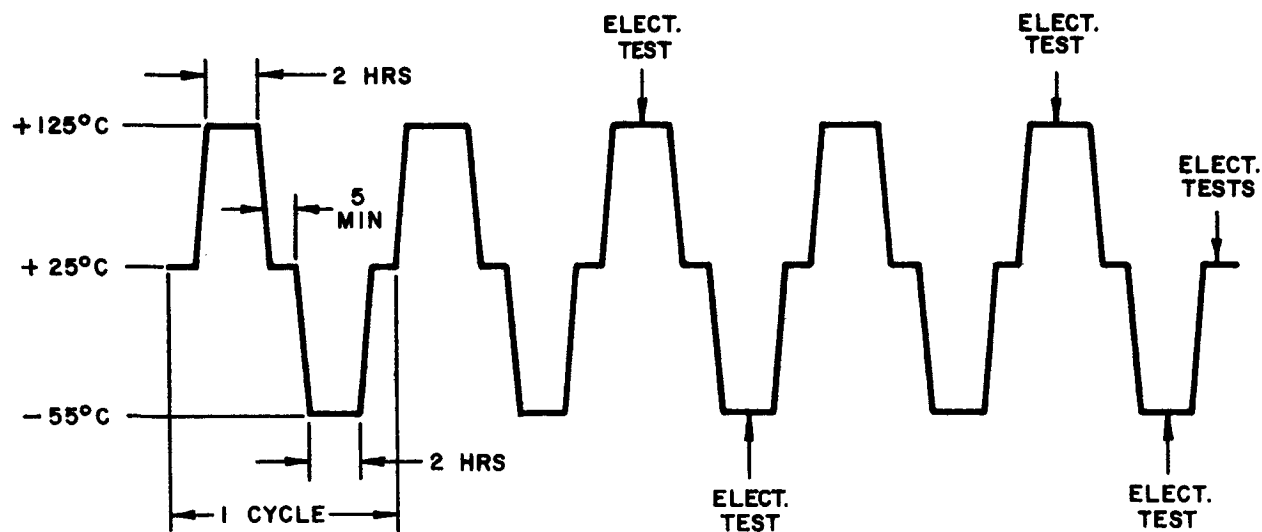 ELECT.
TEST
ELECT.
TEST
2 HRS
+125°C
ELECT.
TESTS
5
MIN
+25°C
-55°C
2 HRS
ELECT.
TEST
ELECT.
TEST
1 CYCLE